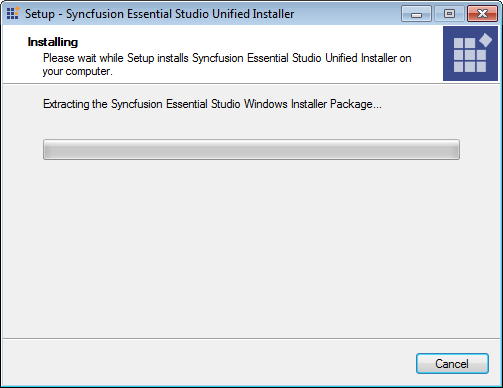 Setup - Syncfusion Essential Studio Unified Installer
Installing
Please wait while Setup installs Syncfusion Essential Studio Unified Installer on
your computer.
Extracting the Syncfusion Essential Studio Windows Installer Package...
Cancel